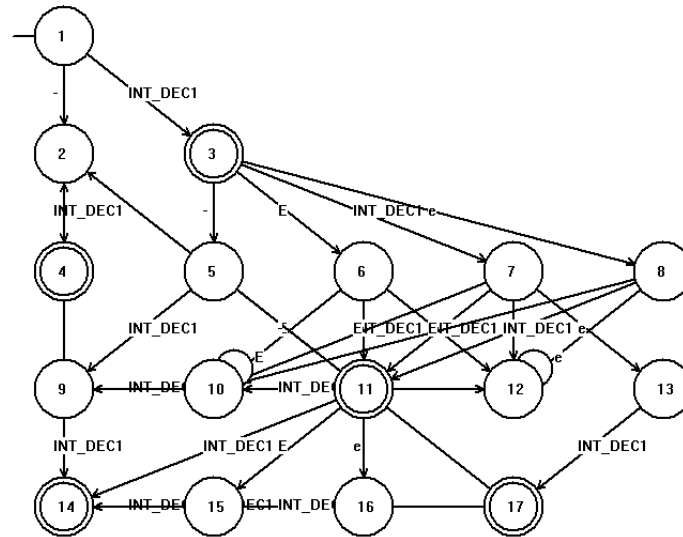 1
-
INT_DEC1
2
3
INT_DEC1
-
E
INT_DEC1
e
4
5
6
7
8
INT_DEC1
E
INT_DEC1
INT_DEC1
e
E
e
9
10
11
12
13
INT_DEC1
INT_DEC1
E
e
INT_DEC1
14
15
16
17